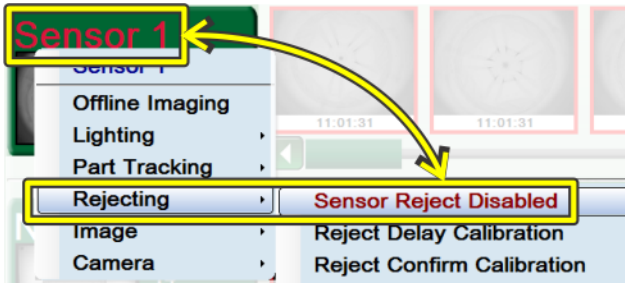 Sensor 1
Sensor 1
Offline Imaging
11:01:31
11:01:31
Lighting
Part Tracking
Rejecting
Sensor Reject Disabled
Image
Reject Delay Calibration
Camera
Reject Confirm Calibration